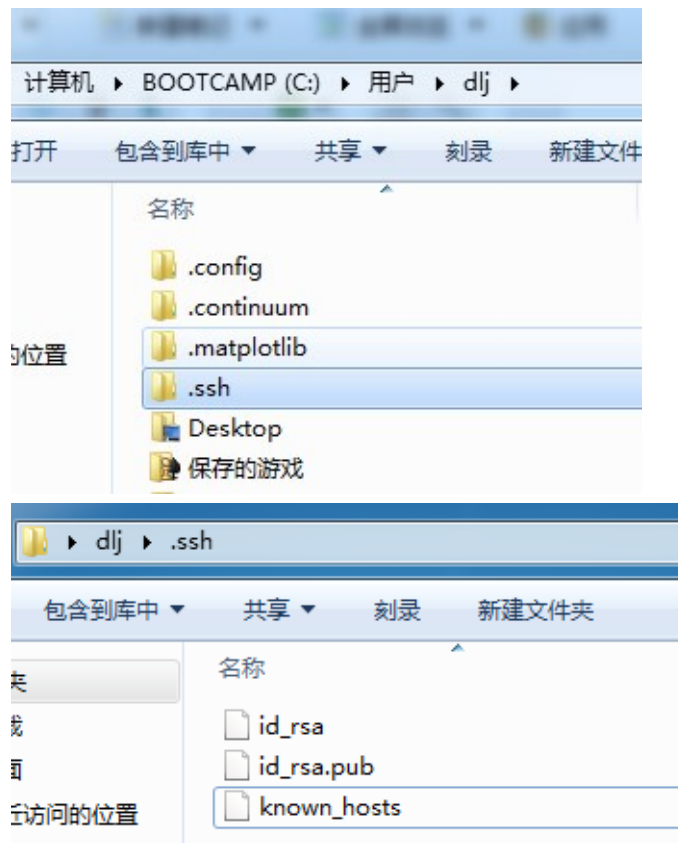 计算机 ▸ BOOTCAMP (C:) ▸ 用户 ▸ dlj ▸
打开 包含到库中 ▼ 共享 ▼ 刻录 新建文件
名称
.config
.continuum
.matplotlib
的位置
.ssh
Desktop
保存的游戏
▸ dlj ▸ .ssh
包含到库中 ▼ 共享 ▼ 刻录 新建文件夹
名称
夹
id_rsa
id_rsa.pub
面
known_hosts
近访问的位置